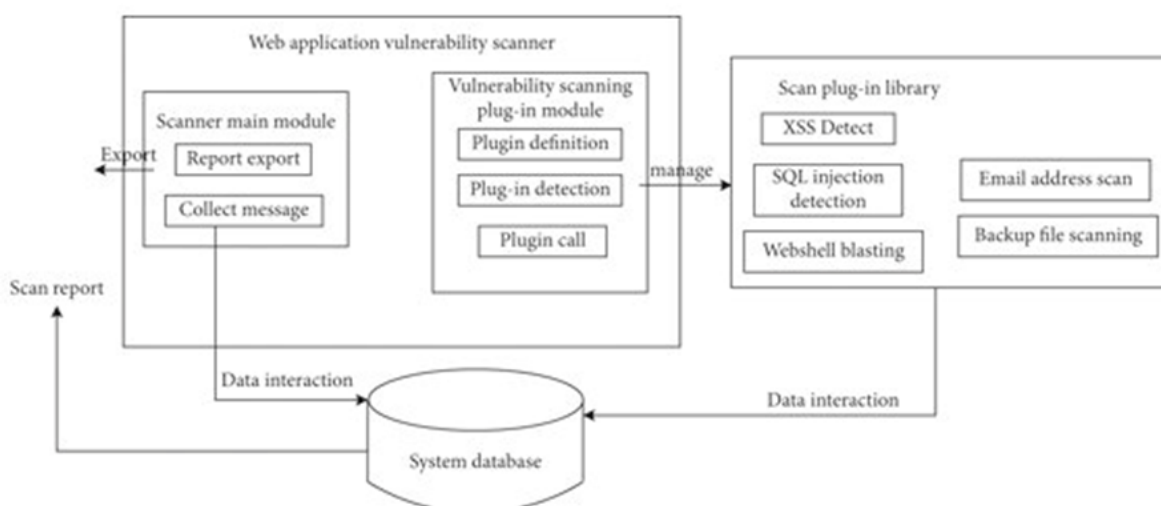 Web application vulnerability scanner
Scanner main module
Report export
Collect message
Export
Vulnerability scanning
plug-in module
Plugin definition
Plug-in detection
Plugin call
manage
Scan plug-in library
XSS Detect
SQL injection
detection
Webshell blasting
Email address scan
Backup file scanning
Scan report
Data interaction
Data interaction
System database